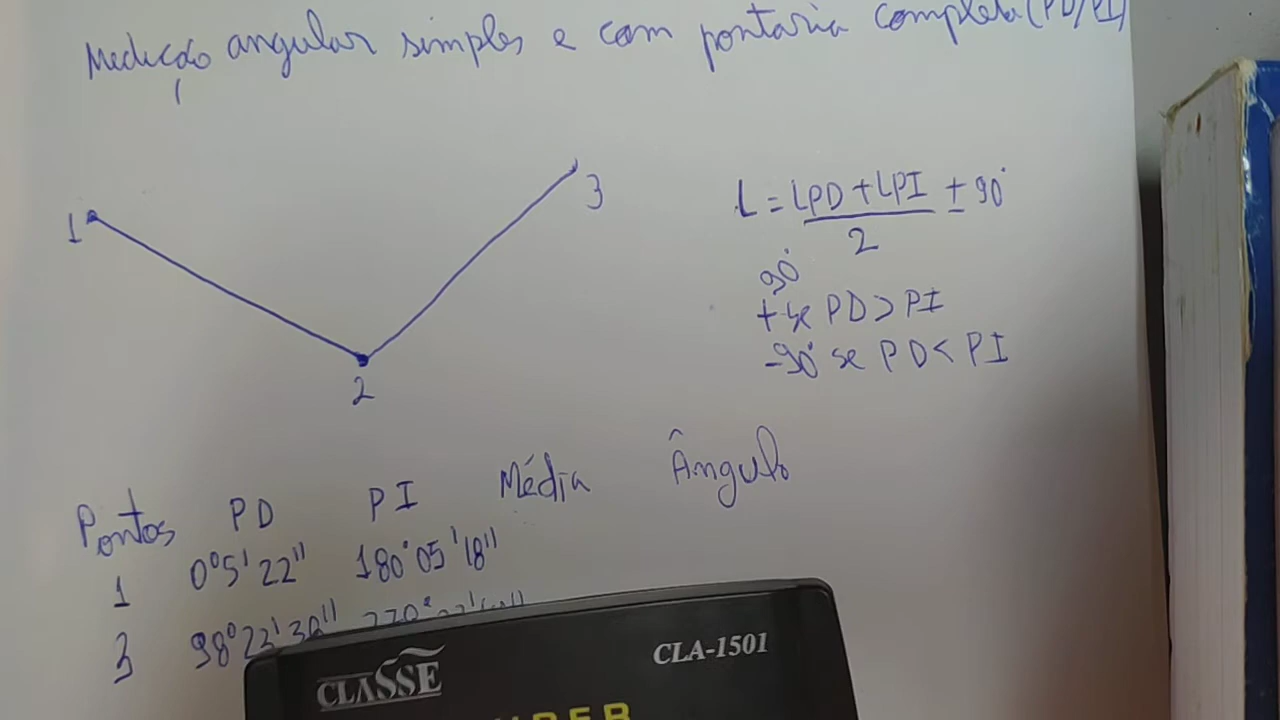 Medição angular simples e com pontaria completa (PD/PI)
1
3
2
L = LPD + LPI ± 90°
2
90°
+ se PD > PI
-90° se PD < PI
Pontos PD PI Média Ângulo
1 0°5'22" 180°05'18"
3 98°23'
CLASSE CLA-1501